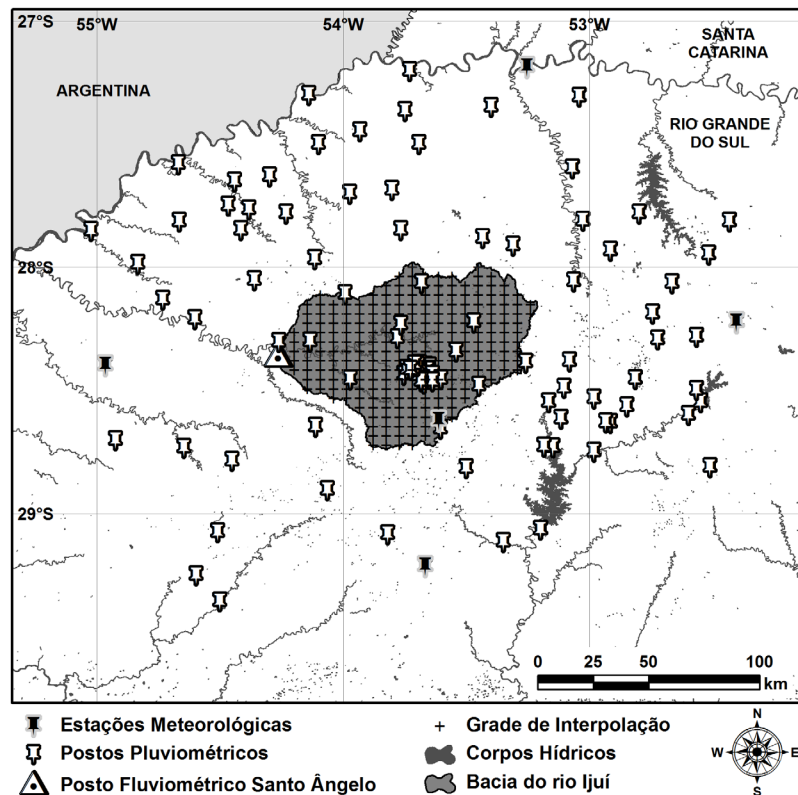 27°S
55°W
54°W
53°W
SANTA
CATARINA
ARGENTINA
RIO GRANDE
DO SUL
28°S
29°S
0 25 50 100
km
Estações Meteorológicas
Postos Pluviométricos
Posto Fluviométrico Santo Ângelo
Grade de Interpolação
Corpos Hídricos
Bacia do rio Ijuí
N
W E
S